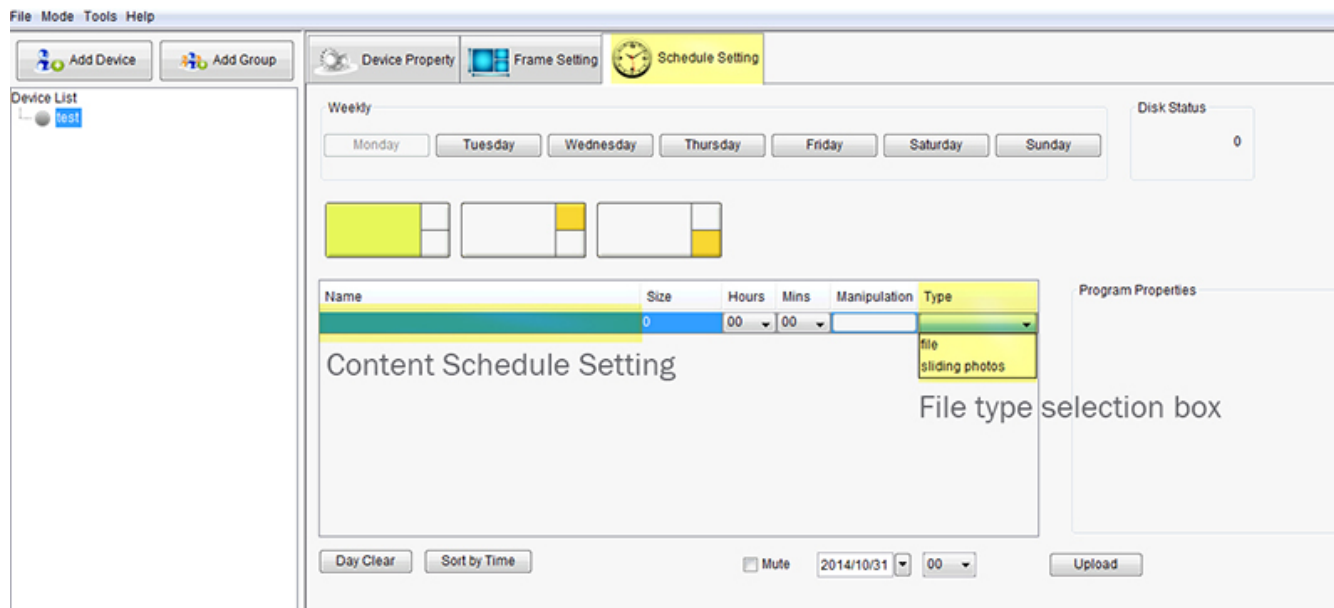 File Mode Tools Help
Add Device Add Group
Device Property Frame Setting Schedule Setting
Device List
test
Weekly
Disk Status
Monday Tuesday Wednesday Thursday Friday Saturday Sunday
0
Program Properties
Name Size Hours Mins Manipulation Type
0 00 00
file
sliding photos
Content Schedule Setting
File type selection box
Day Clear Sort by Time Mute 2014/10/31 00 Upload